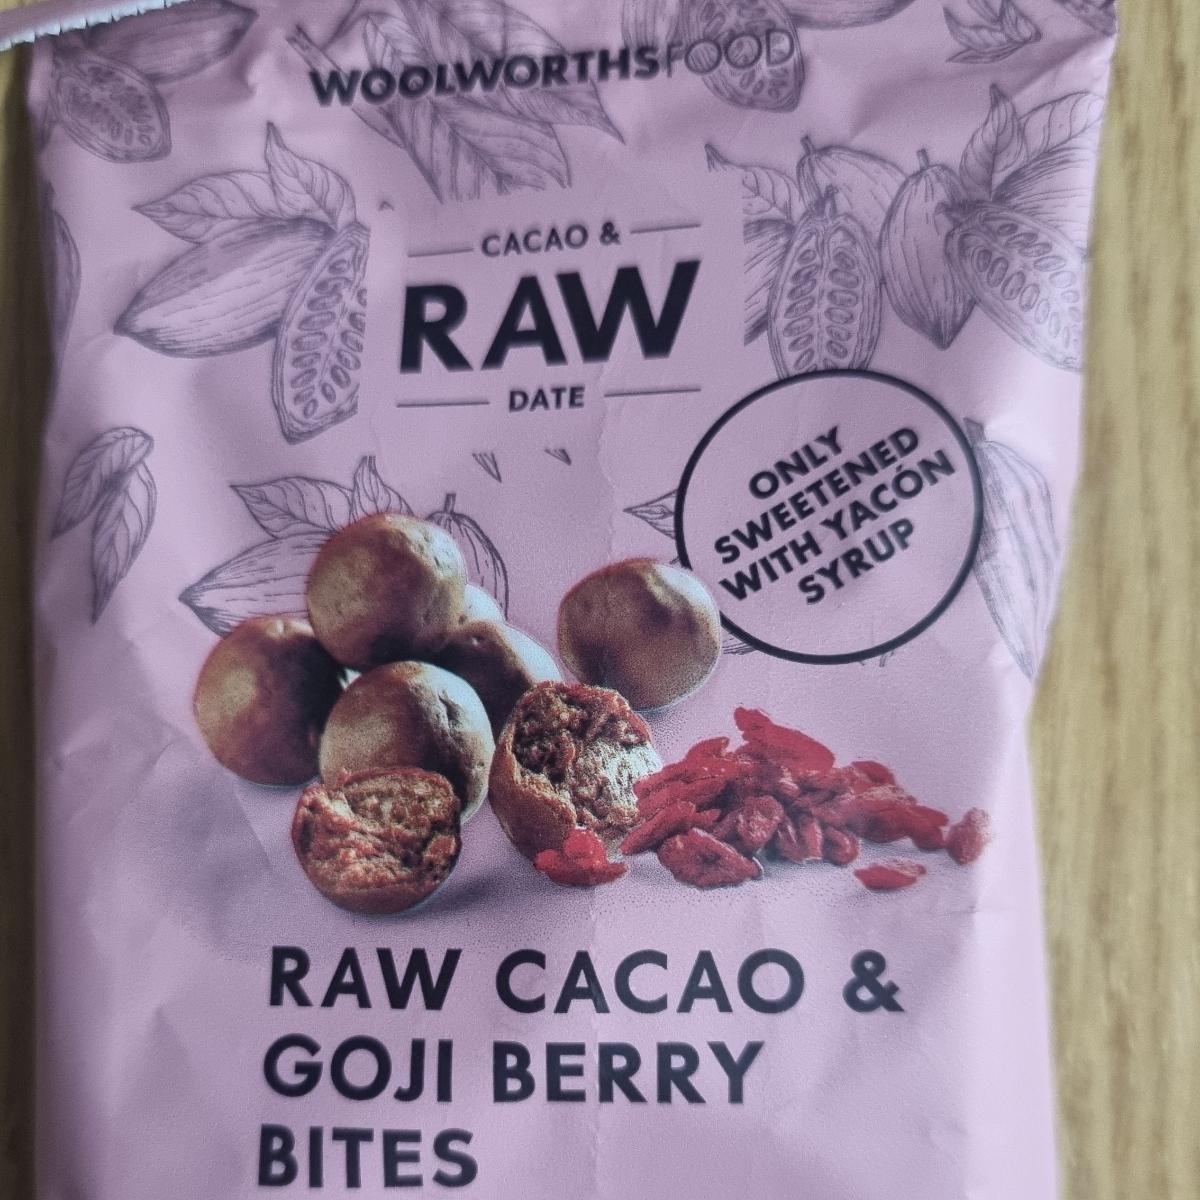 WOOLWORTHSFOOD
CACAO &
RAW
DATE
ONLY
SWEETENED
WITH YACÓN
SYRUP
RAW CACAO &
GOJI BERRY
BITES